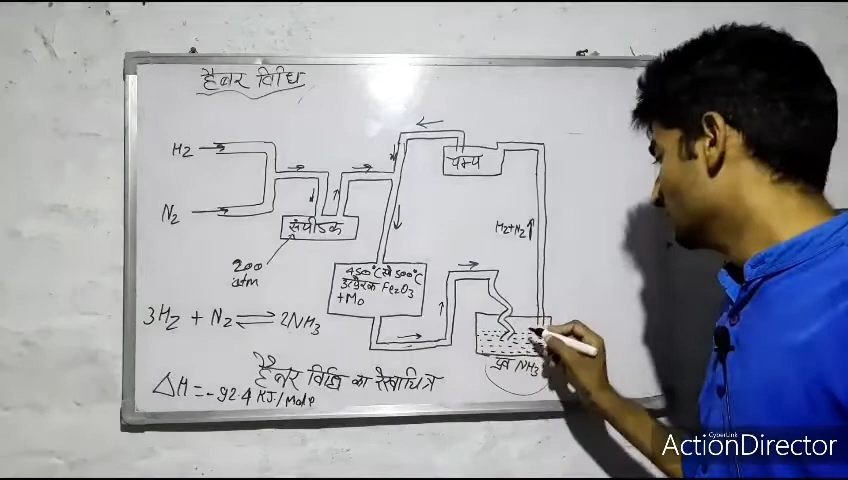 हैबर विधि
H₂
पम्प
N₂
संपीडक
H₂+N₂
200
atm
450°C से 500°C
उत्प्रेरक Fe₂O₃
+Mo
3H₂ + N₂ ⇌ 2NH₃
द्रव NH₃
हैबर विधि का रेखाचित्र
ΔH = -92.4 KJ/Mole
CyberLink
ActionDirector